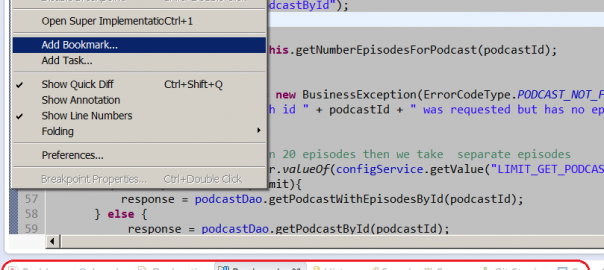 dcastById");
Open Super ImplementatioCtrl+1
Add Bookmark...
his.getNumberEpisodesForPodcast(podcastId);
Add Task...
Show Quick Diff Ctrl+Shift+Q
new BusinessException(ErrorCodeType.PODCAST_NOT_F
Show Annotation
h id " + podcastId + " was requested but has no ep
Show Line Numbers
Folding
Preferences...
n 20 episodes then we take separate episodes
r.valueOf(configService.getValue("LIMIT_GET_PODCAS
Breakpoint Properties... Ctrl+Double Click
mit){
57 response = podcastDao.getPodcastWithEpisodesById(podcastId);
58 } else {
59 response = podcastDao.getPodcastById(podcastId);